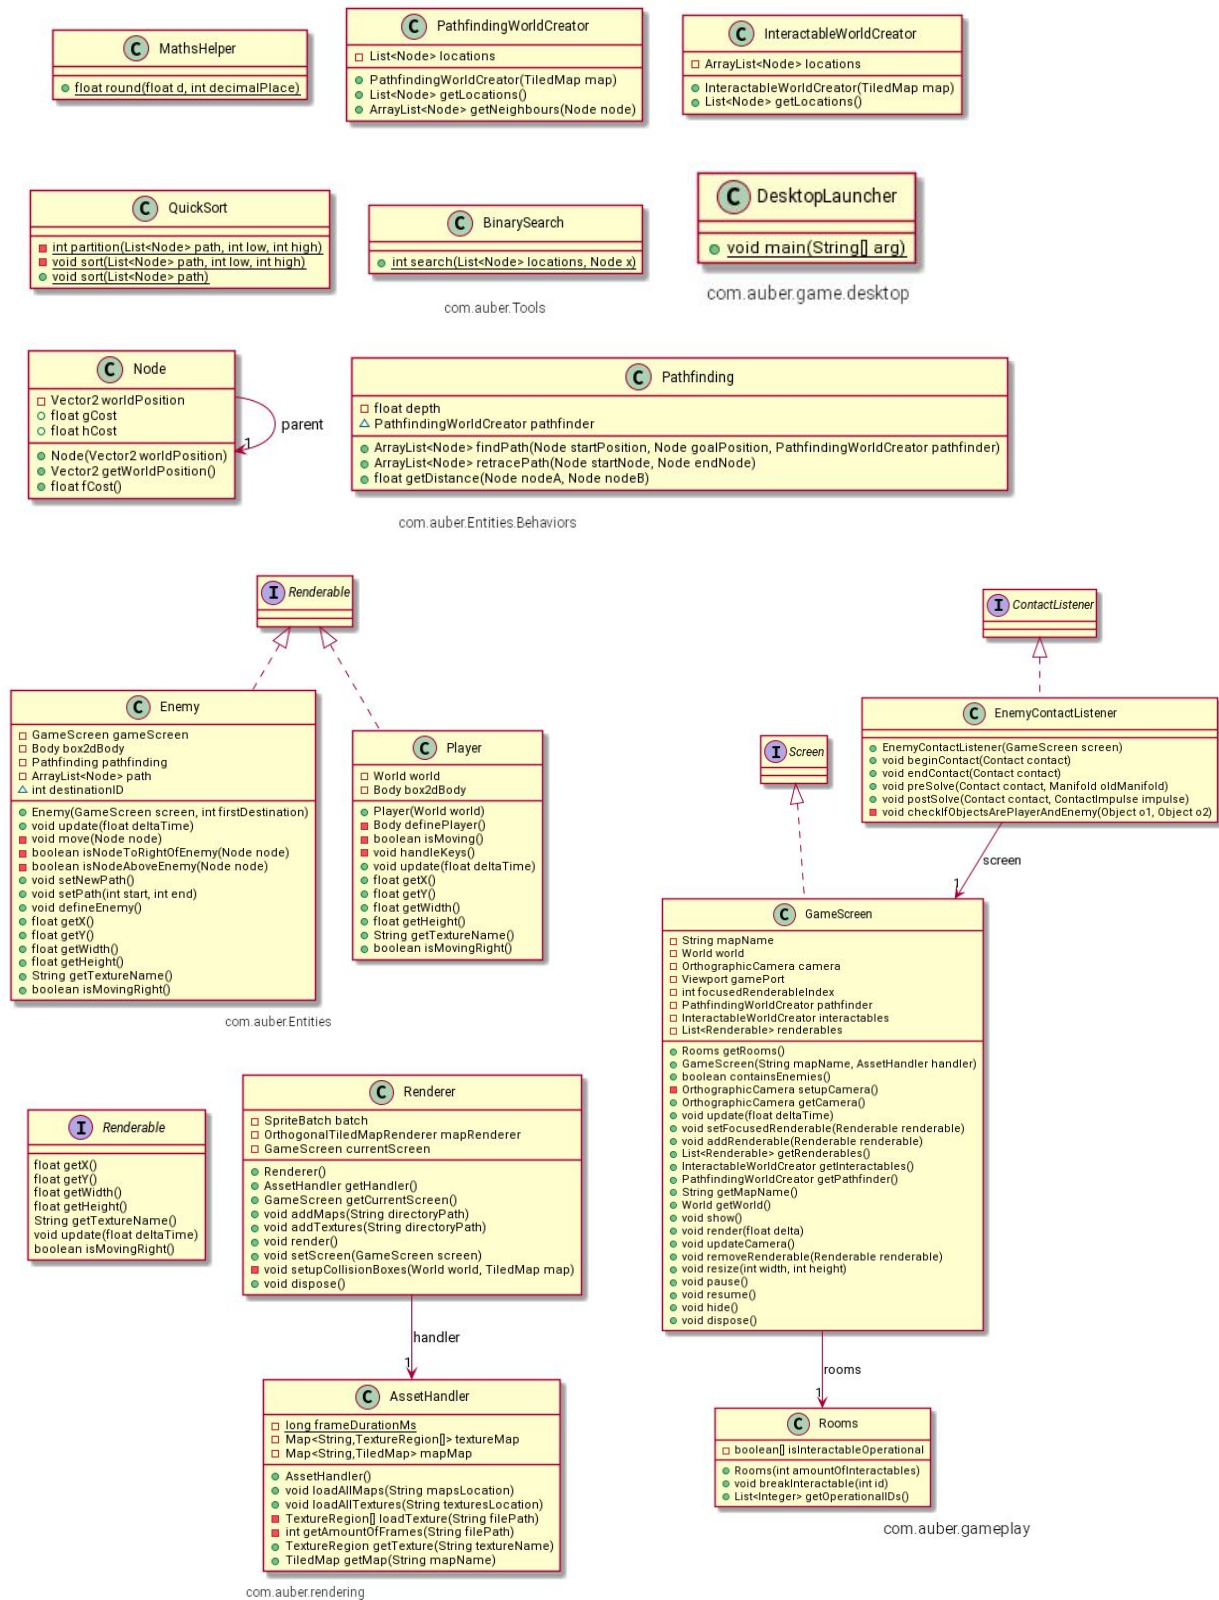 C MathsHelper
float round(float d, int decimalPlace)
C PathfindingWorldCreator
List<Node> locations
PathfindingWorldCreator(TiledMap map)
List<Node> getLocations()
ArrayList<Node> getNeighbours(Node node)
C InteractableWorldCreator
ArrayList<Node> locations
InteractableWorldCreator(TiledMap map)
List<Node> getLocations()
C QuickSort
int partition(List<Node> path, int low, int high)
void sort(List<Node> path, int low, int high)
void sort(List<Node> path)
C BinarySearch
int search(List<Node> locations, Node x)
com.auber.Tools
C DesktopLauncher
void main(String[] arg)
com.auber.game.desktop
C Node
Vector2 worldPosition
float gCost
float hCost
Node(Vector2 worldPosition)
Vector2 getWorldPosition()
float fCost()
parent
1
C Pathfinding
float depth
PathfindingWorldCreator pathfinder
ArrayList<Node> findPath(Node startPosition, Node goalPosition, PathfindingWorldCreator pathfinder)
ArrayList<Node> retracePath(Node startNode, Node endNode)
float getDistance(Node nodeA, Node nodeB)
com.auber.Entities.Behaviors
I Renderable
C Enemy
GameScreen gameScreen
Body box2dBody
Pathfinding pathfinding
ArrayList<Node> path
int destinationID
Enemy(GameScreen screen, int firstDestination)
void update(float deltaTime)
void move(Node node)
boolean isNodeToRightOfEnemy(Node node)
boolean isNodeAboveEnemy(Node node)
void setNewPath()
void setPath(int start, int end)
void defineEnemy()
float getX()
float getY()
float getWidth()
float getHeight()
String getTextureName()
boolean isMovingRight()
C Player
World world
Body box2dBody
Player(World world)
Body definePlayer()
boolean isMoving()
void handleKeys()
void update(float deltaTime)
float getX()
float getY()
float getWidth()
float getHeight()
String getTextureName()
boolean isMovingRight()
com.auber.Entities
I ContactListener
C EnemyContactListener
EnemyContactListener(GameScreen screen)
void beginContact(Contact contact)
void endContact(Contact contact)
void preSolve(Contact contact, Manifold oldManifold)
void postSolve(Contact contact, ContactImpulse impulse)
void checkIfObjectsArePlayerAndEnemy(Object o1, Object o2)
I Screen
screen
1
C GameScreen
String mapName
World world
OrthographicCamera camera
Viewport gamePort
int focusedRenderableIndex
PathfindingWorldCreator pathfinder
InteractableWorldCreator interactables
List<Renderable> renderables
Rooms getRooms()
GameScreen(String mapName, AssetHandler handler)
boolean containsEnemies()
OrthographicCamera setupCamera()
OrthographicCamera getCamera()
void update(float deltaTime)
void setFocusedRenderable(Renderable renderable)
void addRenderable(Renderable renderable)
List<Renderable> getRenderables()
InteractableWorldCreator getInteractables()
PathfindingWorldCreator getPathfinder()
String getMapName()
World getWorld()
void show()
void render(float delta)
void updateCamera()
void removeRenderable(Renderable renderable)
void resize(int width, int height)
void pause()
void resume()
void hide()
void dispose()
rooms
1
C Rooms
boolean[] isInteractableOperational
Rooms(int amountOfInteractables)
void breakInteractable(int id)
List<Integer> getOperationalIDs()
com.auber.gameplay
I Renderable
float getX()
float getY()
float getWidth()
float getHeight()
String getTextureName()
void update(float deltaTime)
boolean isMovingRight()
C Renderer
SpriteBatch batch
OrthogonalTiledMapRenderer mapRenderer
GameScreen currentScreen
Renderer()
AssetHandler getHandler()
GameScreen getCurrentScreen()
void addMaps(String directoryPath)
void addTextures(String directoryPath)
void render()
void setScreen(GameScreen screen)
void setupCollisionBoxes(World world, TiledMap map)
void dispose()
handler
1
C AssetHandler
long frameDurationMs
Map<String,TextureRegion[]> textureMap
Map<String,TiledMap> mapMap
AssetHandler()
void loadAllMaps(String mapsLocation)
void loadAllTextures(String texturesLocation)
TextureRegion[] loadTexture(String filePath)
int getAmountOfFrames(String filePath)
TextureRegion getTexture(String textureName)
TiledMap getMap(String mapName)
com.auber.rendering